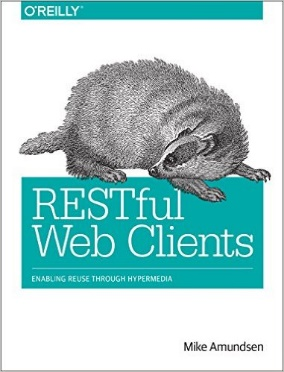 O'REILLY®
RESTful
Web Clients
ENABLING REUSE THROUGH HYPERMEDIA
Mike Amundsen